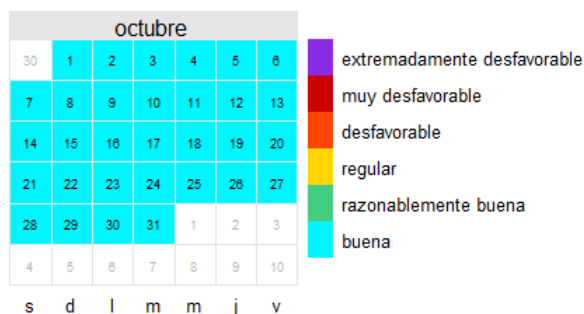 octubre
30 1 2 3 4 5 6
7 8 9 10 11 12 13
14 15 16 17 18 19 20
21 22 23 24 25 26 27
28 29 30 31 1 2 3
4 5 6 7 8 9 10
s d l m m j v
extremadamente desfavorable
muy desfavorable
desfavorable
regular
razonablemente buena
buena